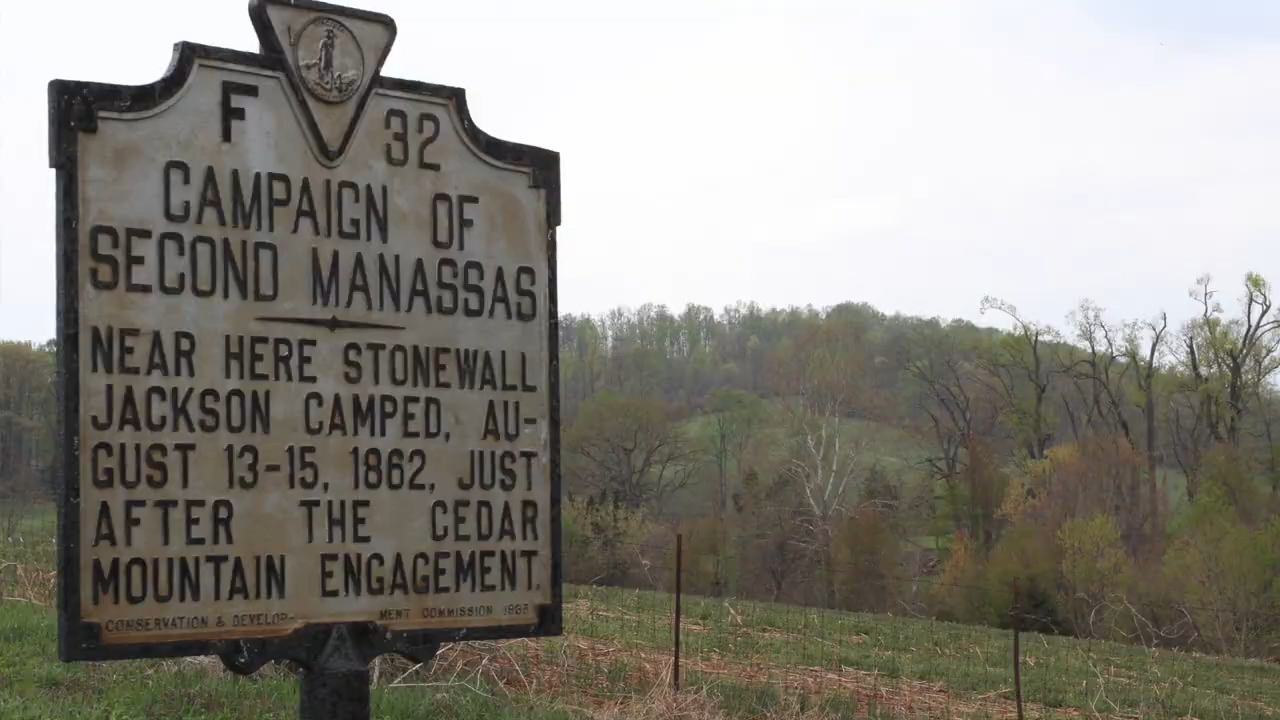 F 32
CAMPAIGN OF
SECOND MANASSAS
NEAR HERE STONEWALL
JACKSON CAMPED, AU-
GUST 13-15, 1862, JUST
AFTER THE CEDAR
MOUNTAIN ENGAGEMENT.
CONSERVATION & DEVELOP- MENT COMMISSION